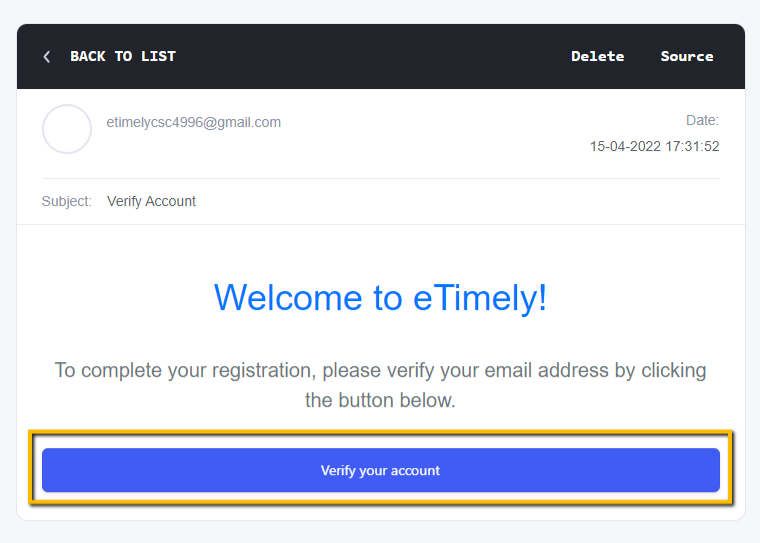 BACK TO LIST Delete Source
etimelycsc4996@gmail.com
Date:
15-04-2022 17:31:52
Subject: Verify Account
Welcome to eTimely!
To complete your registration, please verify your email address by clicking
the button below.
Verify your account